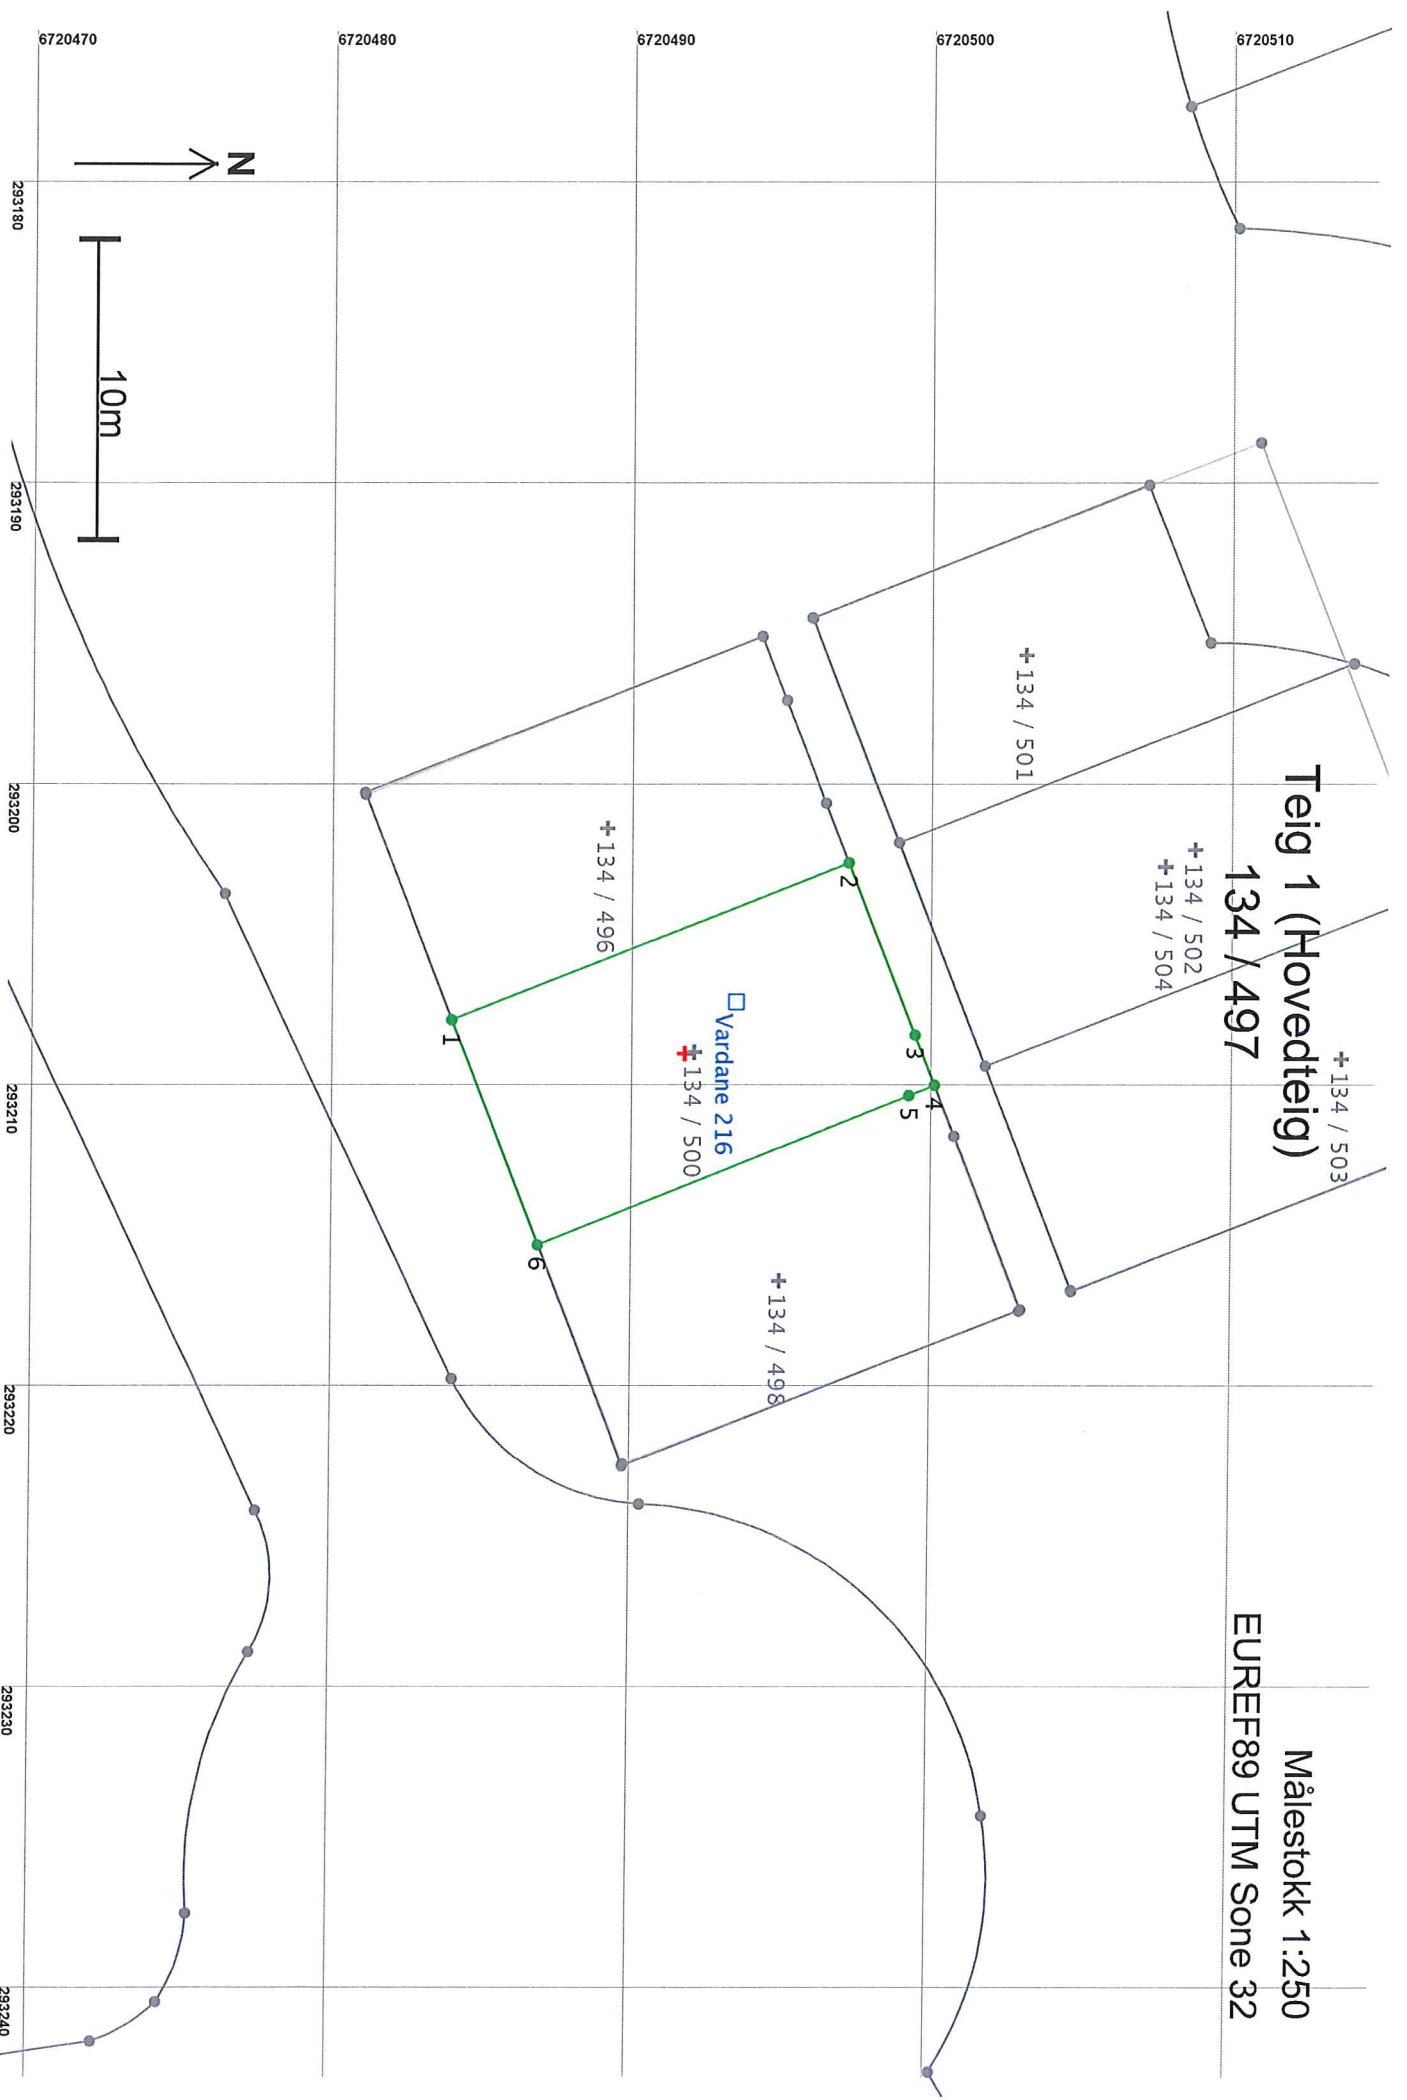 Målestokk 1:250
EUREF89 UTM Sone 32
Teig 1 (Hovedteig)
134 / 497
6720470
6720480
6720490
6720500
6720510
N
10m
293180
293190
293200
293210
293220
293230
293240
134 / 503
134 / 502
134 / 504
134 / 501
134 / 496
Vardane 216
134 / 500
134 / 498
1
2
3
4
5
6